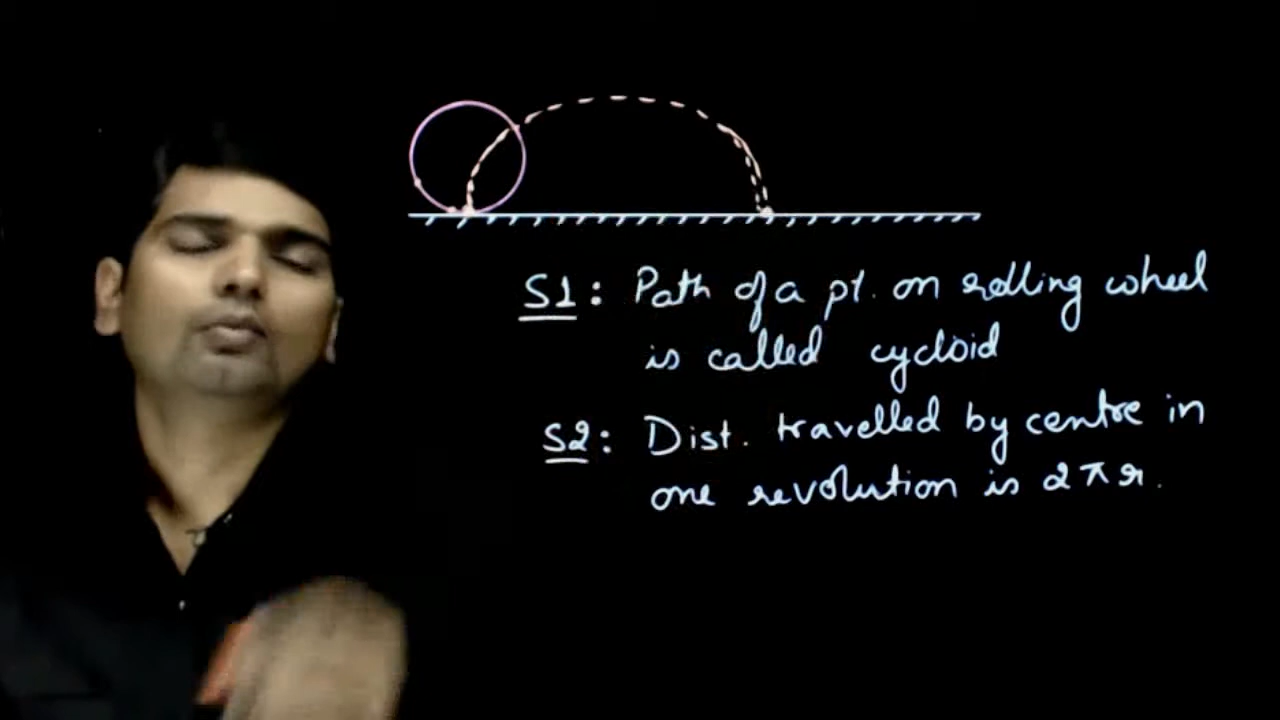 S1: Path of a pt. on rolling wheel
is called cycloid
S2: Dist. travelled by centre in
one revolution is 2πr.